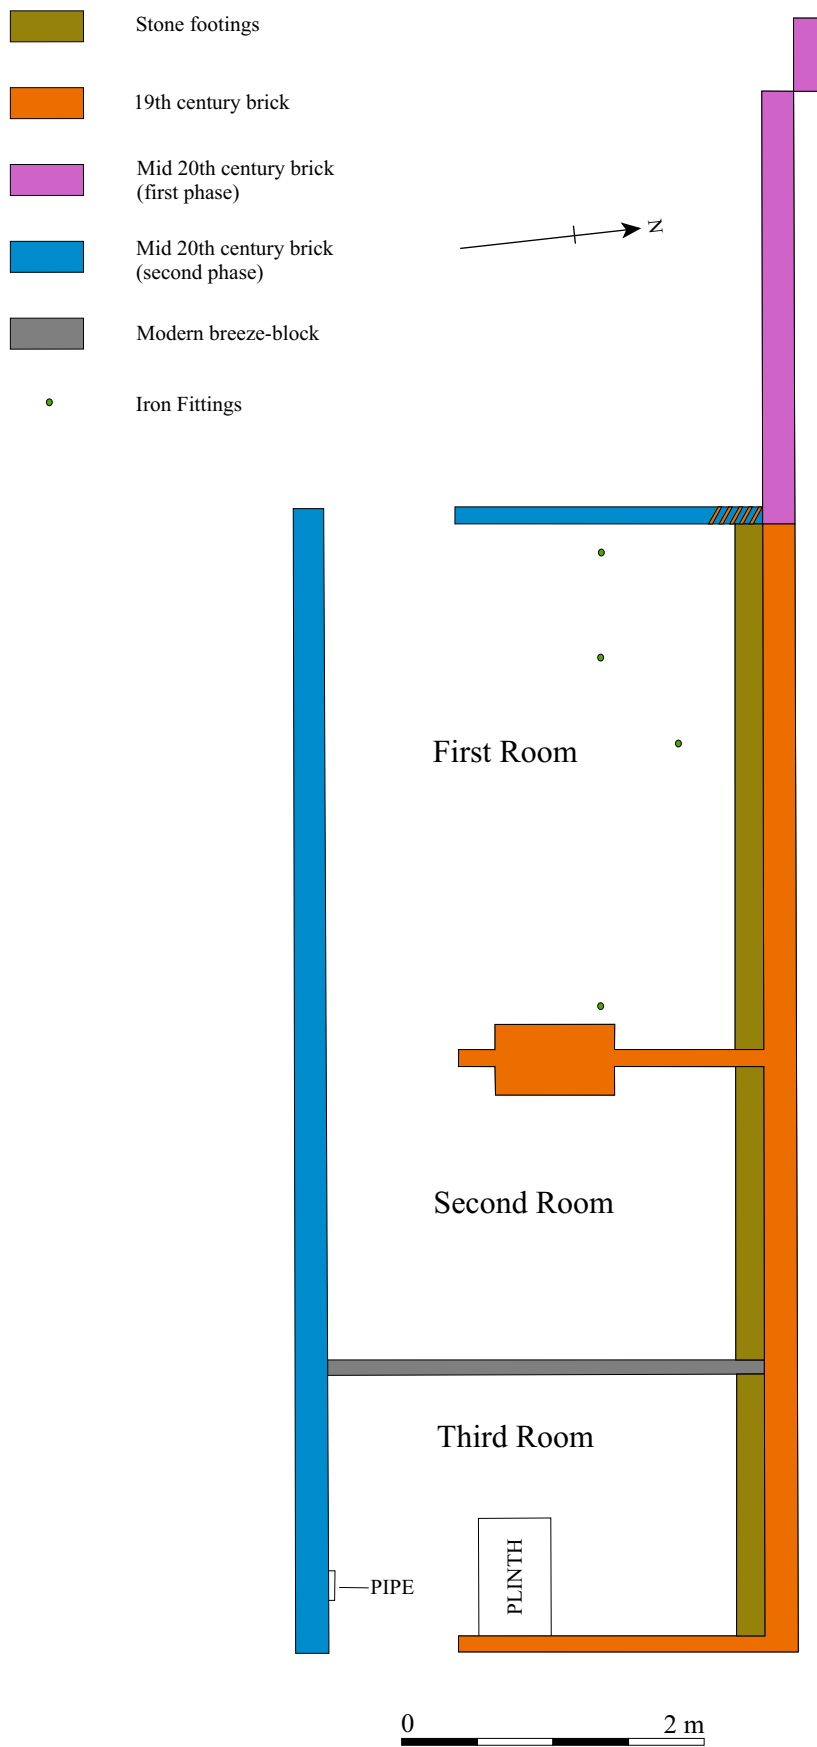 Stone footings
19th century brick
Mid 20th century brick
(first phase)
N
Mid 20th century brick
(second phase)
Modern breeze-block
Iron Fittings
First Room
Second Room
Third Room
PLINTH
PIPE
0 2 m